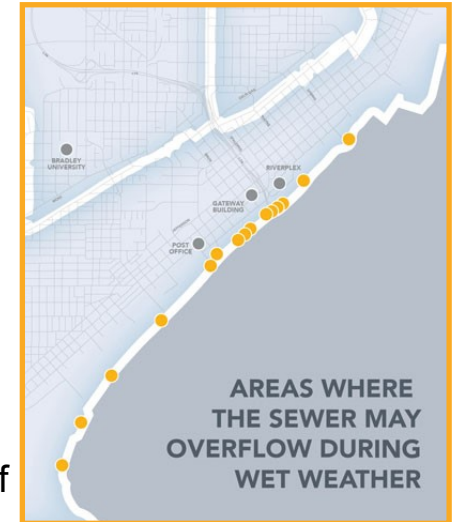 BRADLEY
UNIVERSITY
RIVERPLEX
GATEWAY
BUILDING
POST
OFFICE
AREAS WHERE
THE SEWER MAY
OVERFLOW DURING
WET WEATHER
f